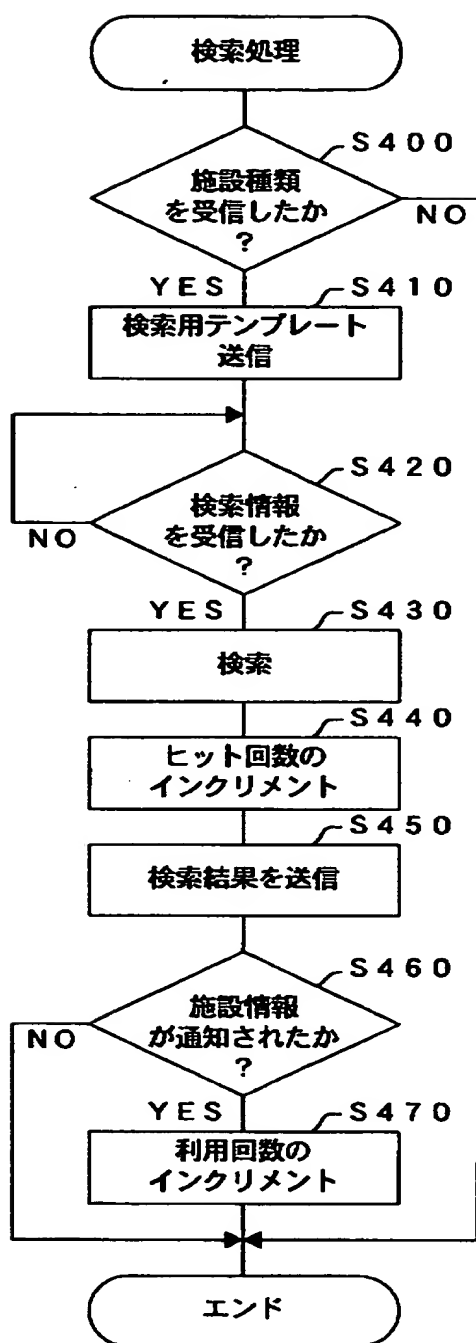 検索処理
S400
施設種類
を受信したか
?
NO
YES
S410
検索用テンプレート
送信
S420
検索情報
を受信したか
?
NO
YES
S430
検索
S440
ヒット回数の
インクリメント
S450
検索結果を送信
S460
施設情報
が通知されたか
?
NO
YES
S470
利用回数の
インクリメント
エンド